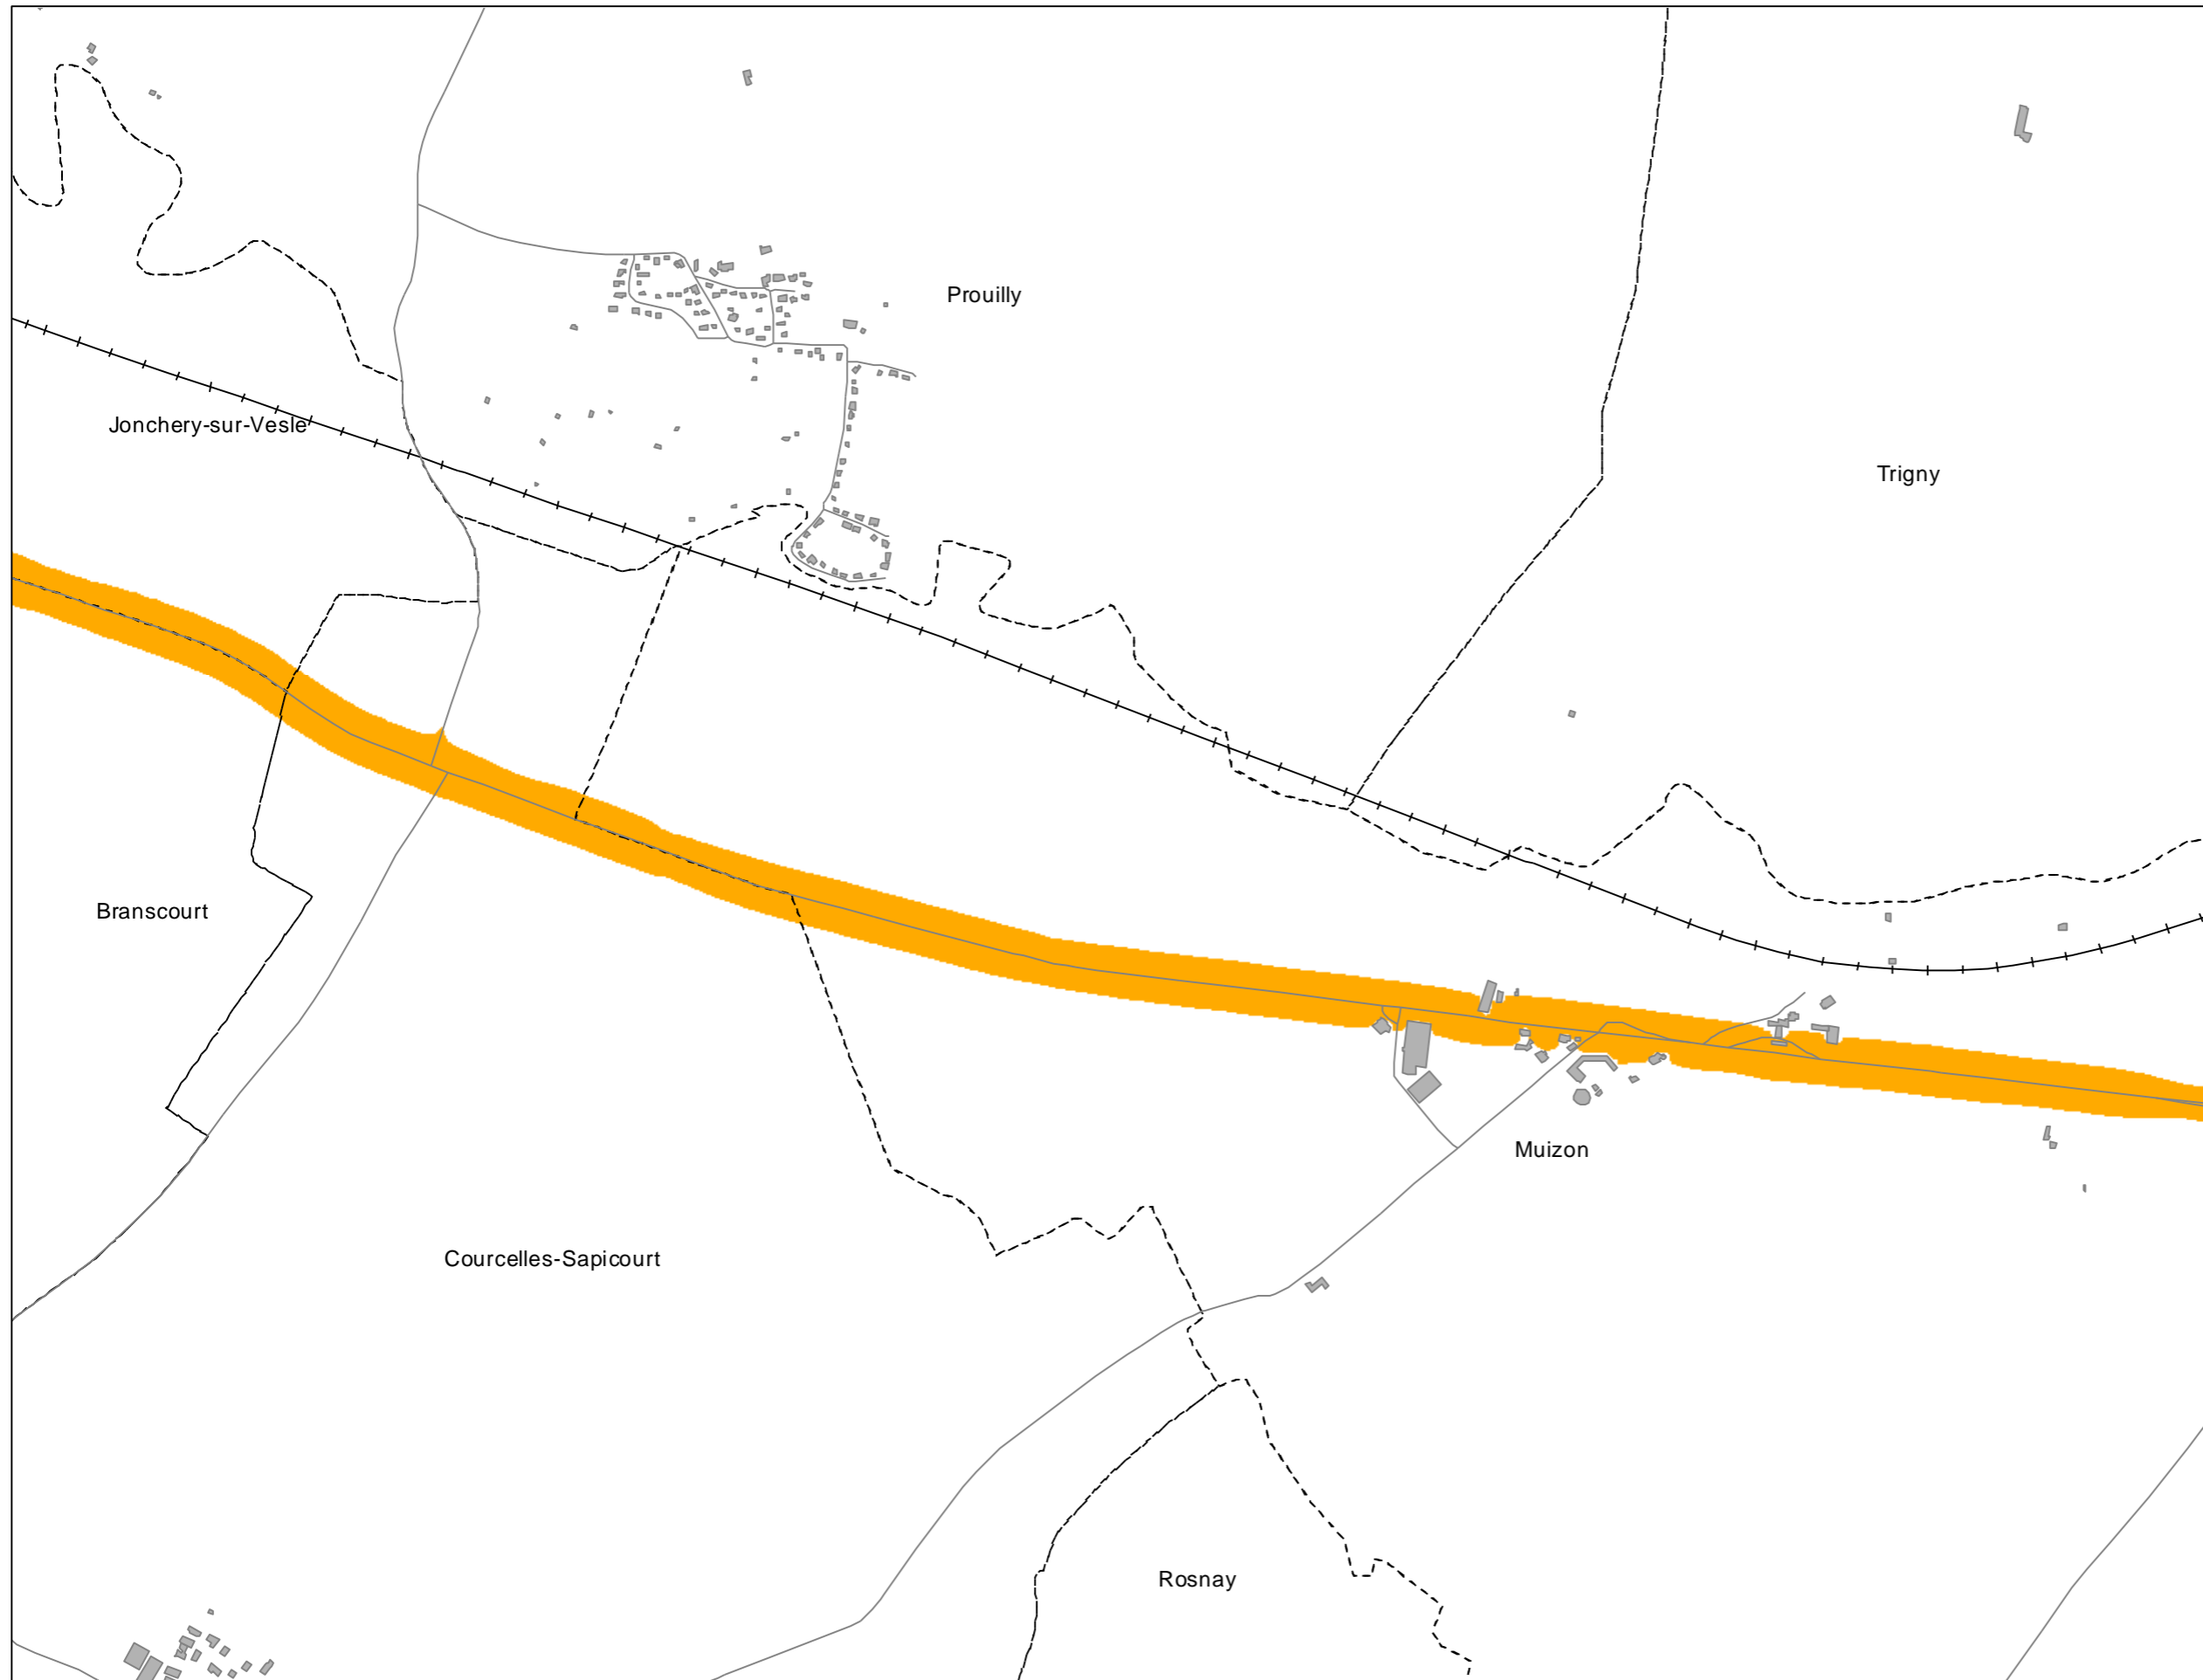 Prouilly
Jonchery-sur-Vesle
Trigny
Branscourt
Muizon
Courcelles-Sapicourt
Rosnay